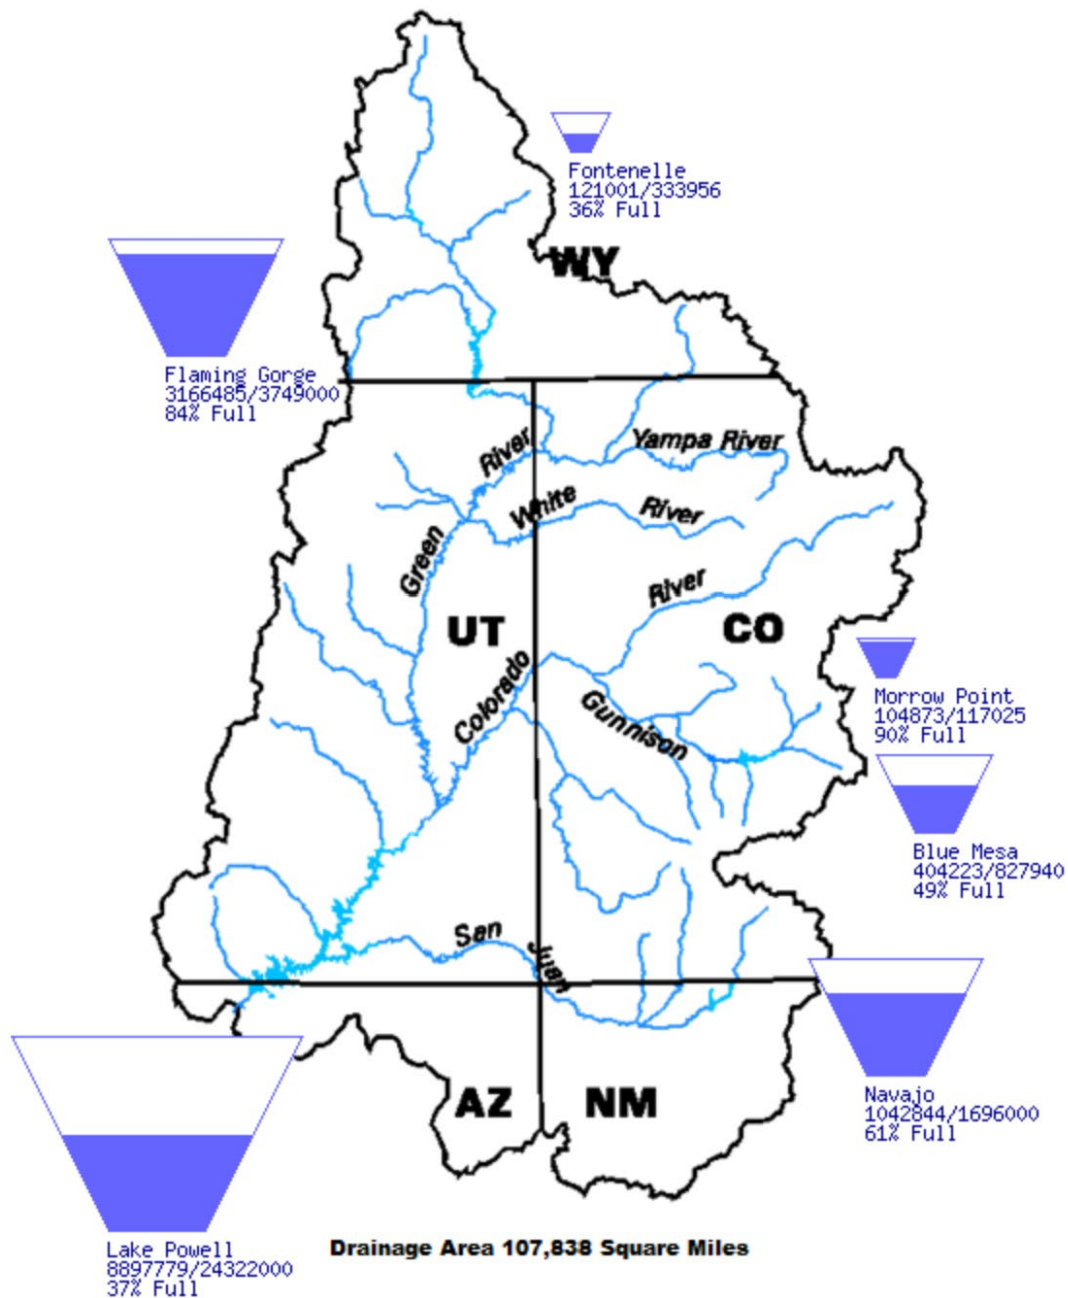 Fontenelle
121001/333956
36% Full
WY
Flaming Gorge
3166485/3749000
84% Full
Yampa River
River
White
River
Green
River
UT
CO
Colorado
Gunnison
Morrow Point
104873/117025
90% Full
Blue Mesa
404223/827940
49% Full
San
Juan
Navajo
1042844/1696000
61% Full
AZ
NM
Lake Powell
8897779/24322000
37% Full
Drainage Area 107,838 Square Miles